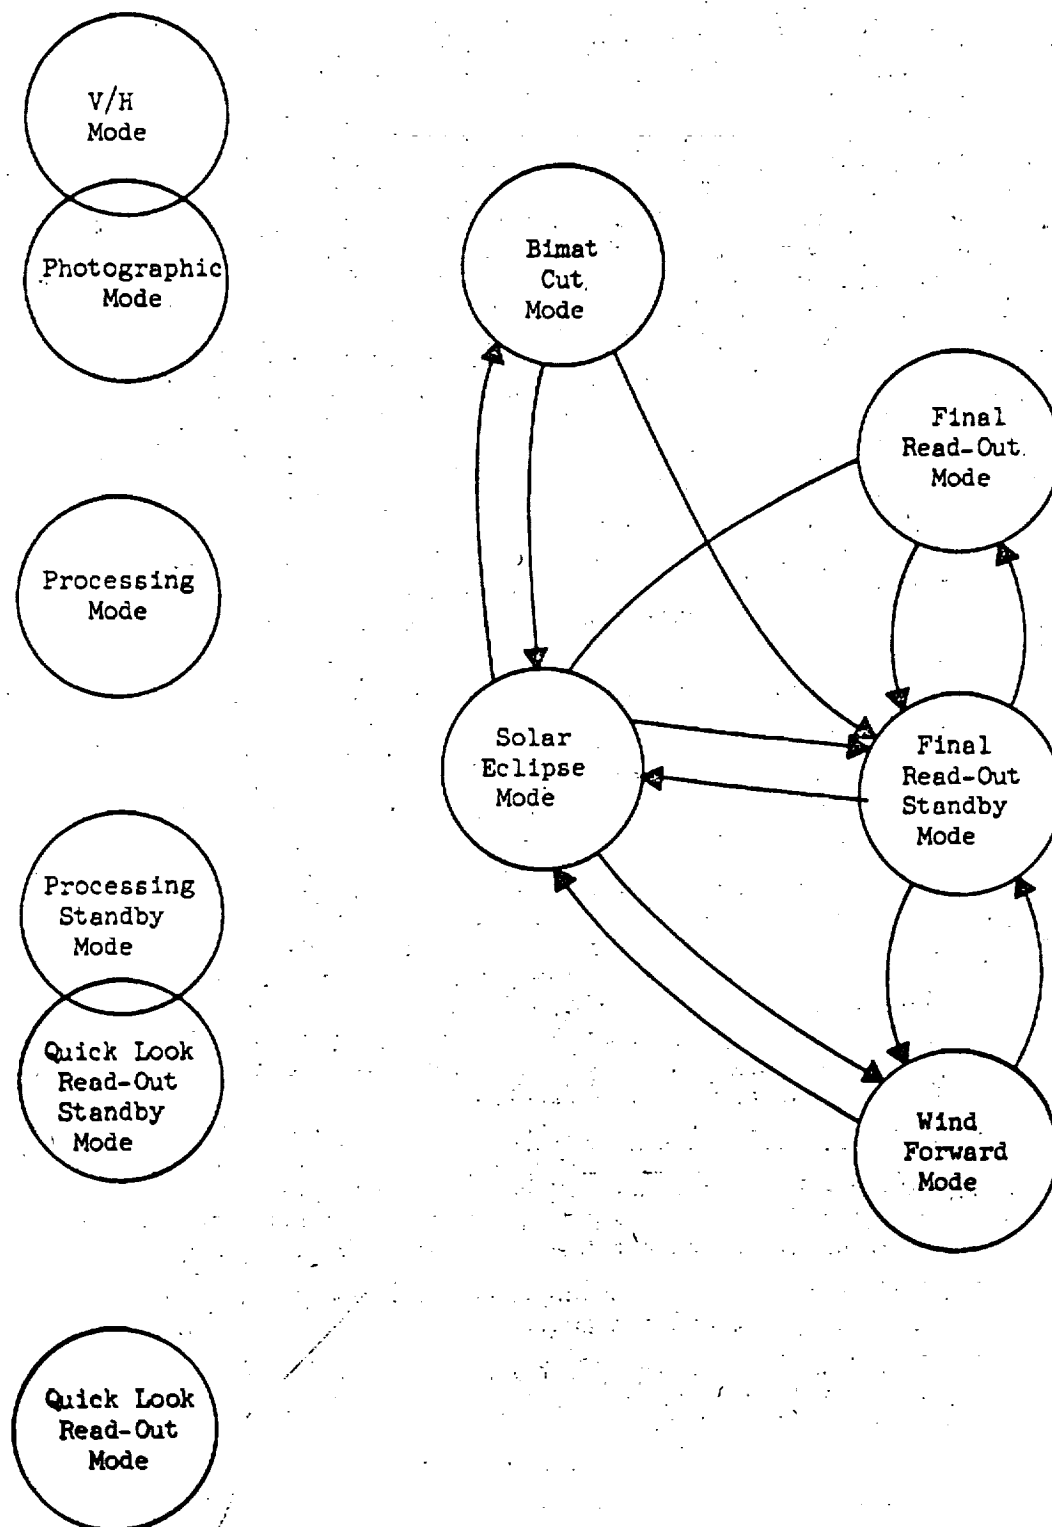 V/H
Mode
Photographic
Mode
Bimat
Cut
Mode
Final
Read-Out
Mode
Processing
Mode
Solar
Eclipse
Mode
Final
Read-Out
Standby
Mode
Processing
Standby
Mode
Quick Look
Read-Out
Standby
Mode
Wind
Forward
Mode
Quick Look
Read-Out
Mode